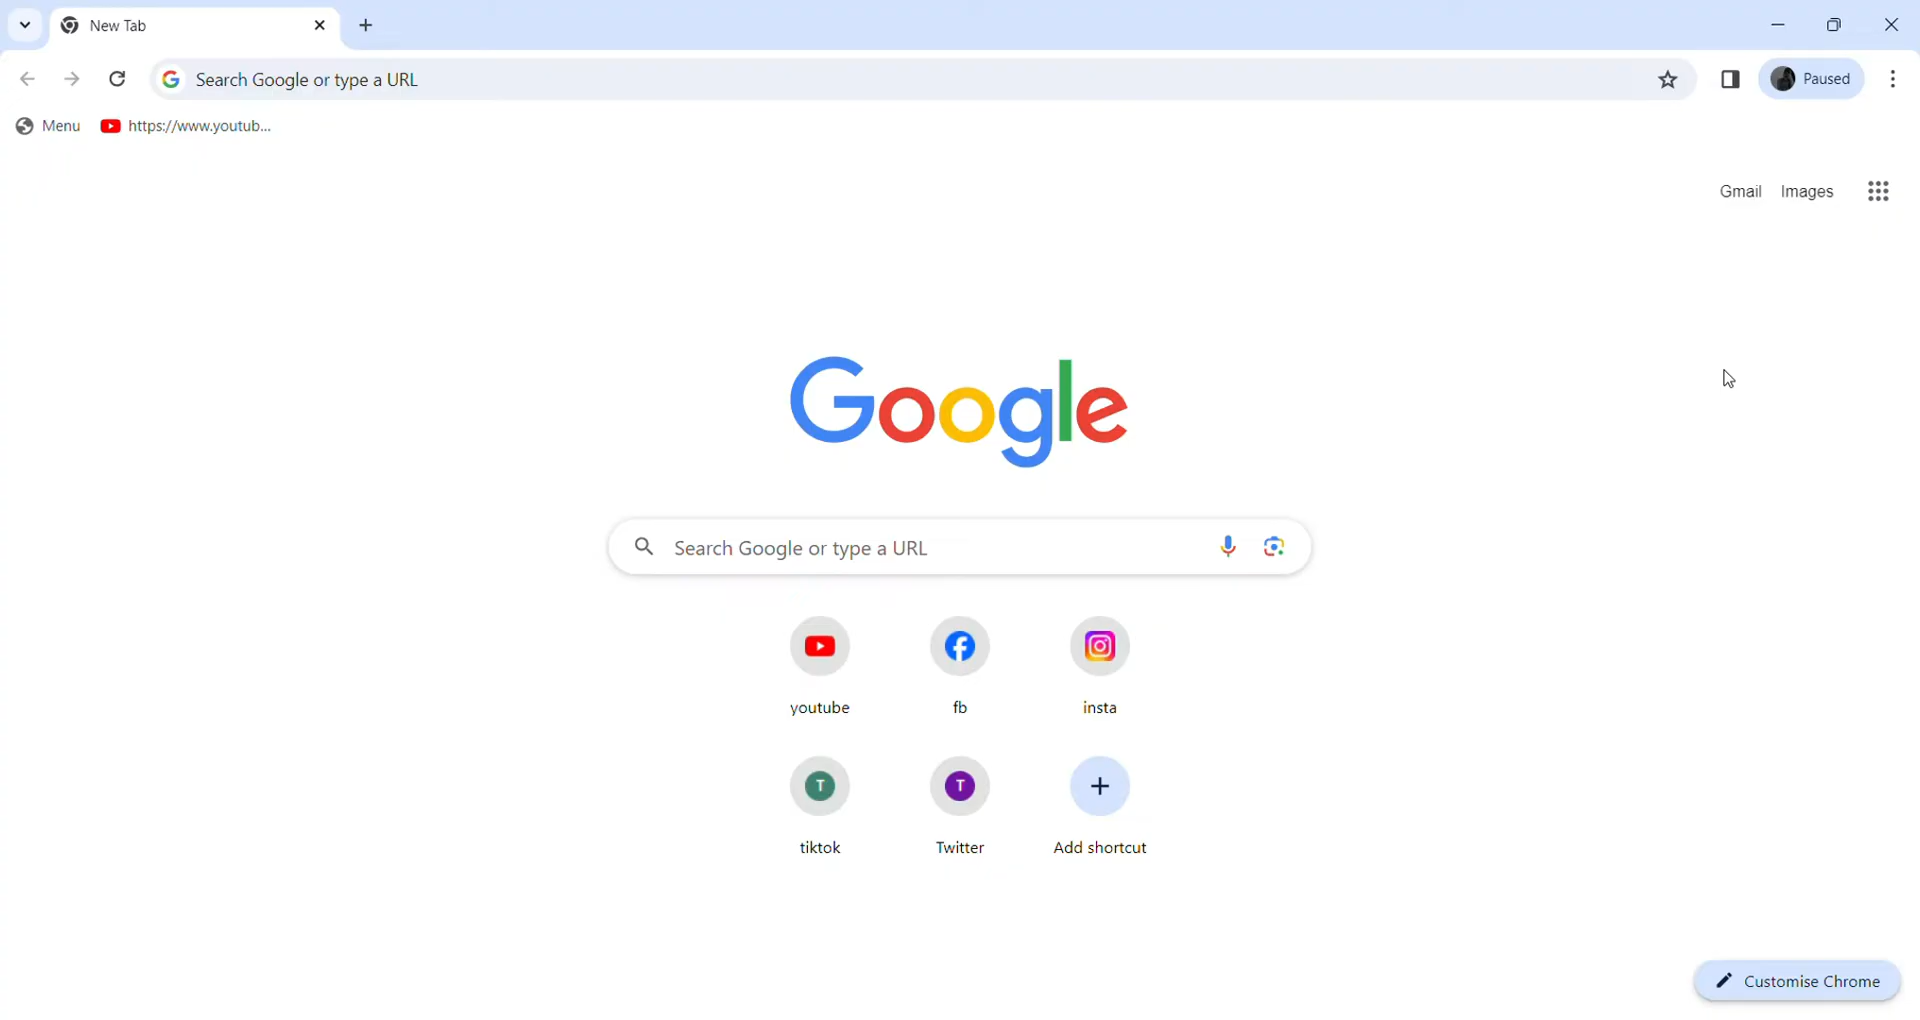 New Tab
Search Google or type a URL
Paused
Menu https://www.youtub...
Gmail Images
Google
Search Google or type a URL
youtube fb insta
T T
tiktok Twitter Add shortcut
Customise Chrome